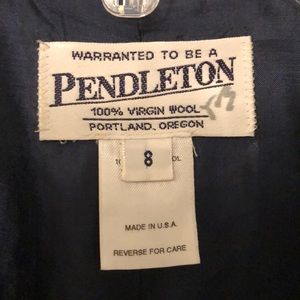 WARRANTED TO BE A
PENDLETON
100% VIRGIN WOOL
PORTLAND, OREGON
8
MADE IN U.S.A.
REVERSE FOR CARE